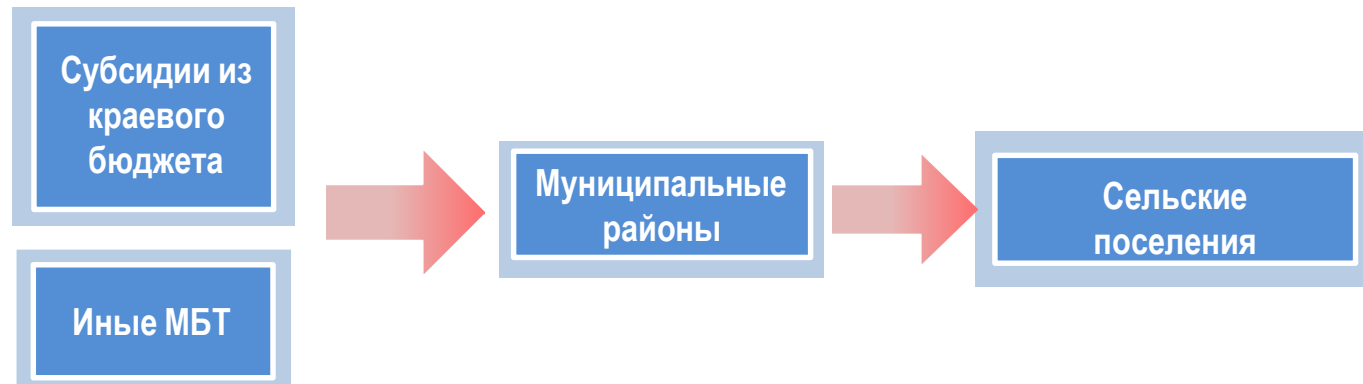 Субсидии из
краевого
бюджета
Иные МБТ
Муниципальные
районы
Сельские
поселения